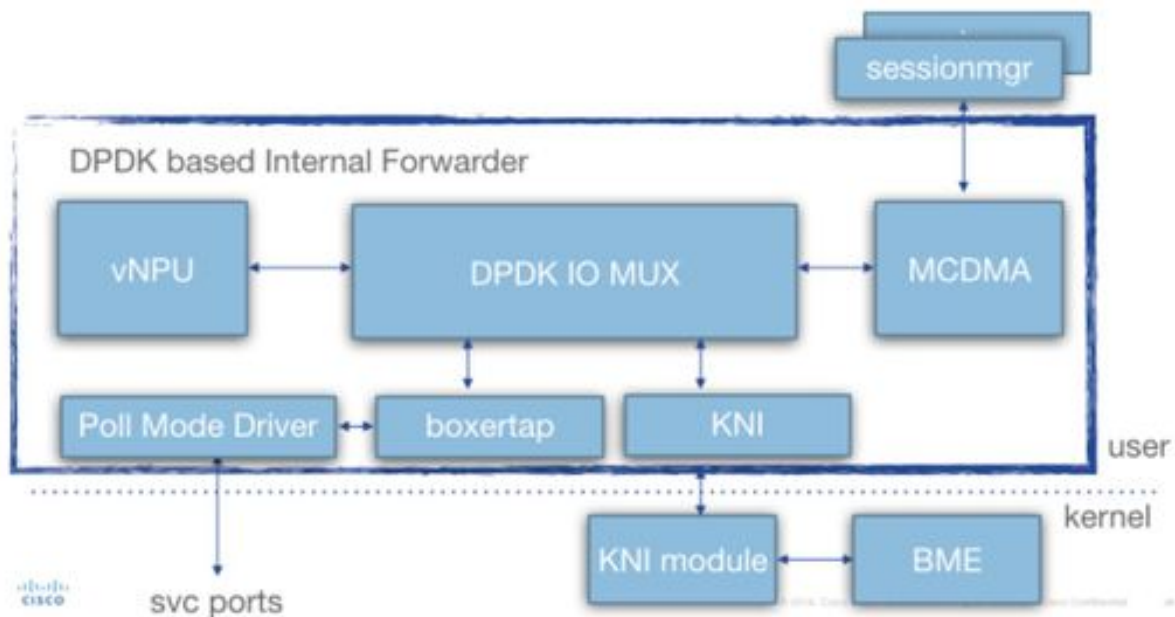 sessionmgr
DPDK based Internal Forwarder
vNPU
DPDK IO MUX
MCDMA
Poll Mode Driver
boxertap
KNI
user
kernel
KNI module
BME
CISCO
svc ports